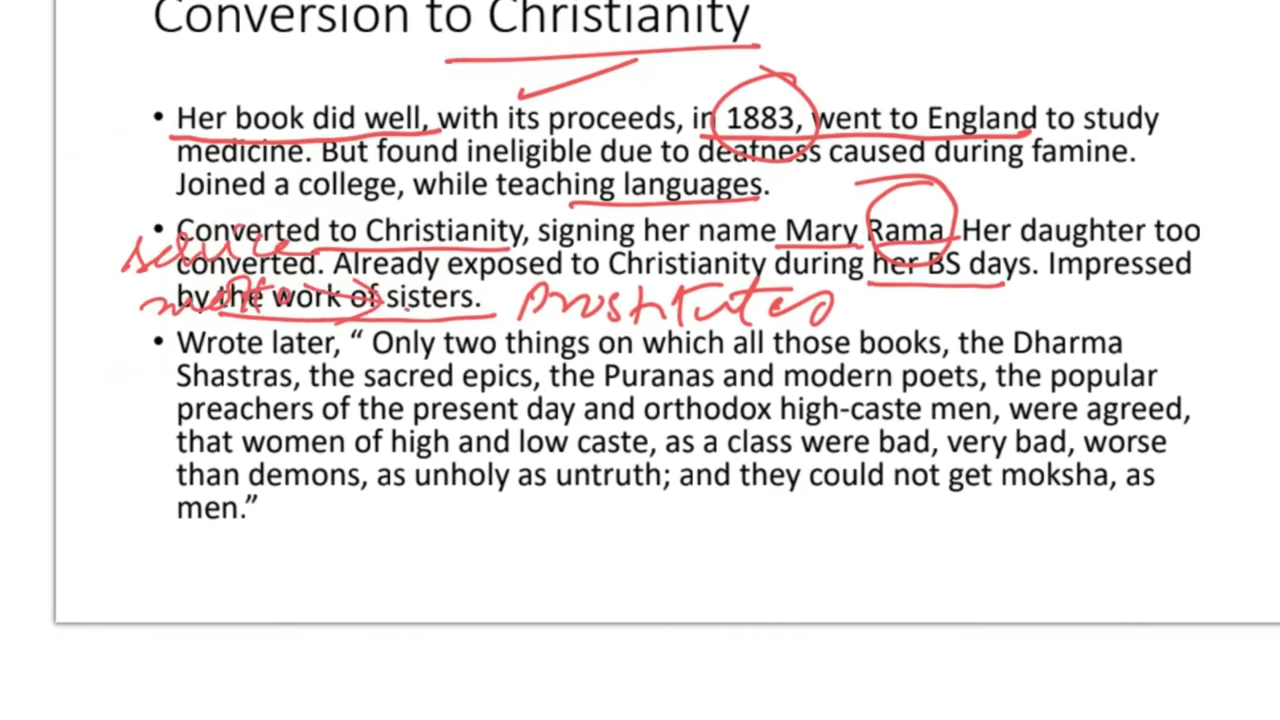 Conversion to Christianity
• Her book did well, with its proceeds, in 1883, went to England to study
medicine. But found ineligible due to deafness caused during famine.
Joined a college, while teaching languages.
• Converted to Christianity, signing her name Mary Rama. Her daughter too
service
converted. Already exposed to Christianity during her BS days. Impressed
by the work of sisters. prostitutes
• Wrote later, “ Only two things on which all those books, the Dharma
Shastras, the sacred epics, the Puranas and modern poets, the popular
preachers of the present day and orthodox high-caste men, were agreed,
that women of high and low caste, as a class were bad, very bad, worse
than demons, as unholy as untruth; and they could not get moksha, as
men.”